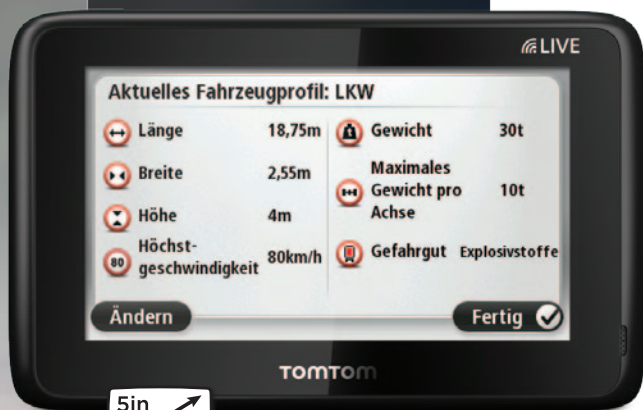 LIVE
Aktuelles Fahrzeugprofil: LKW
Länge 18,75m
Breite 2,55m
Höhe 4m
80 Höchst-
geschwindigkeit 80km/h
Gewicht 30t
Maximales
Gewicht pro 10t
Achse
Gefahrgut Explosivstoffe
Ändern
Fertig
TOMTOM
5in